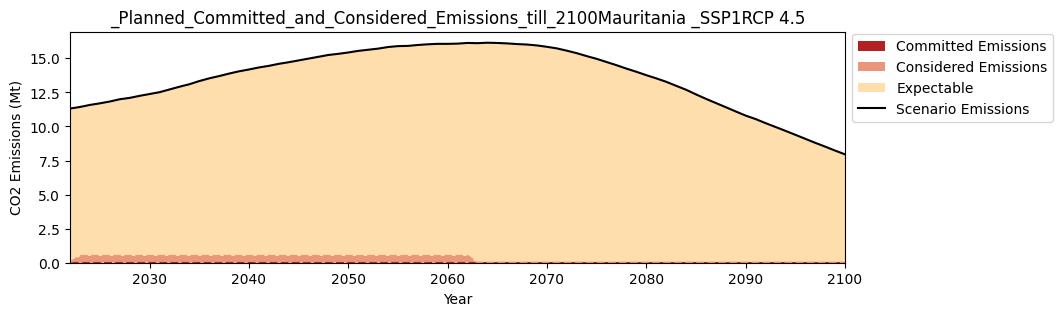 _Planned_Committed_and_Considered_Emissions_till_2100Mauritania _SSP1RCP 4.5
Committed Emissions
Considered Emissions
Expectable
Scenario Emissions
CO2 Emissions (Mt)
15.0
12.5
10.0
7.5
5.0
2.5
0.0
2030 2040 2050 2060 2070 2080 2090 2100
Year